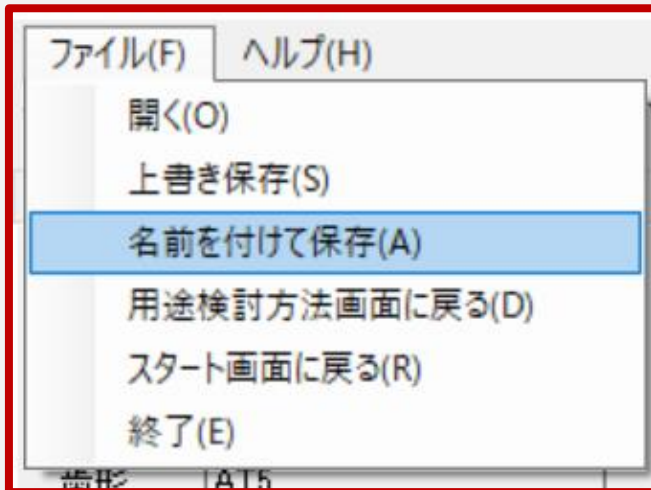 ファイル(F) ヘルプ(H)
開く(O)
上書き保存(S)
名前を付けて保存(A)
用途検討方法画面に戻る(D)
スタート画面に戻る(R)
終了(E)
歯形 AT5